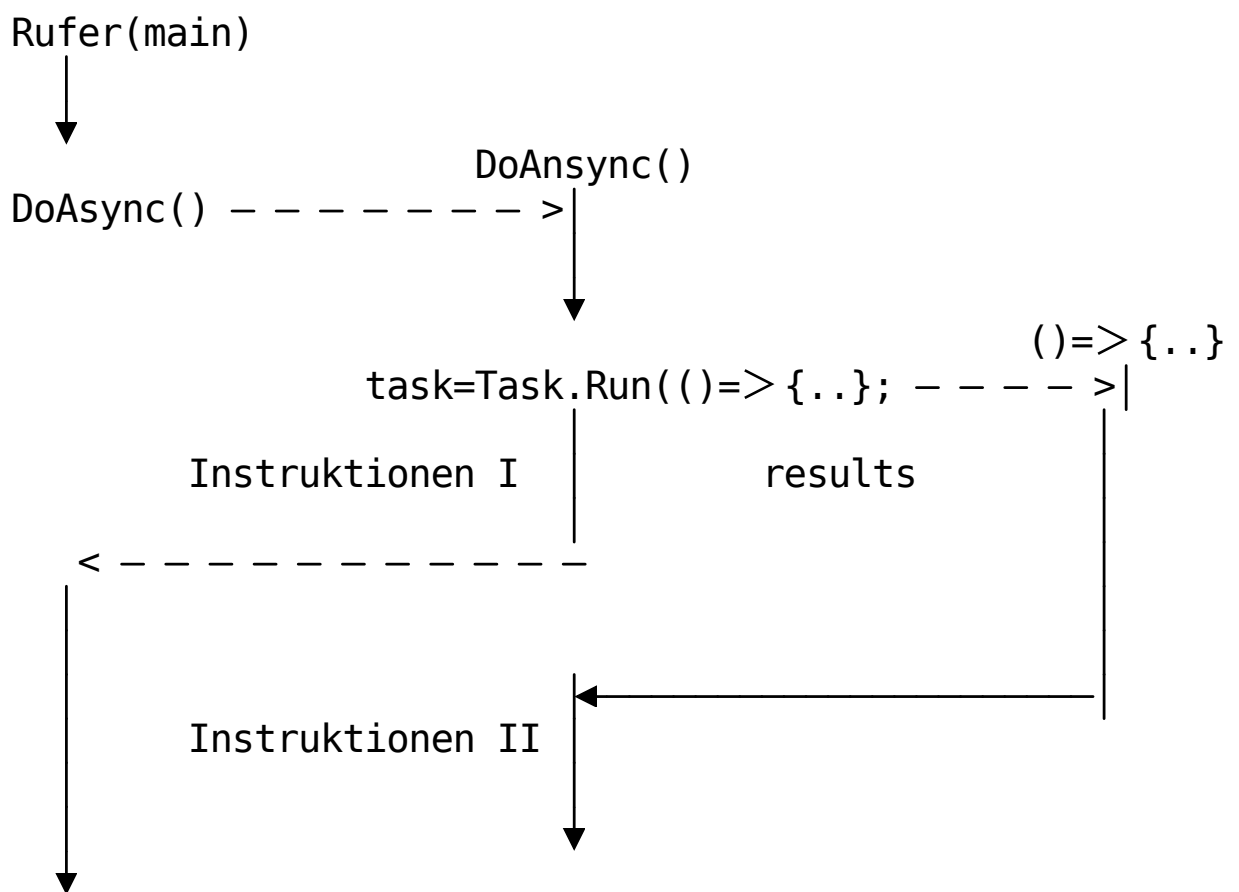 Rufer(main)
DoAnsync()
DoAsync() – – – – – – – >
()=>{..}
task=Task.Run(()=>{..}; – – – – >
Instruktionen I results
< – – – – – – – – – – –
Instruktionen II